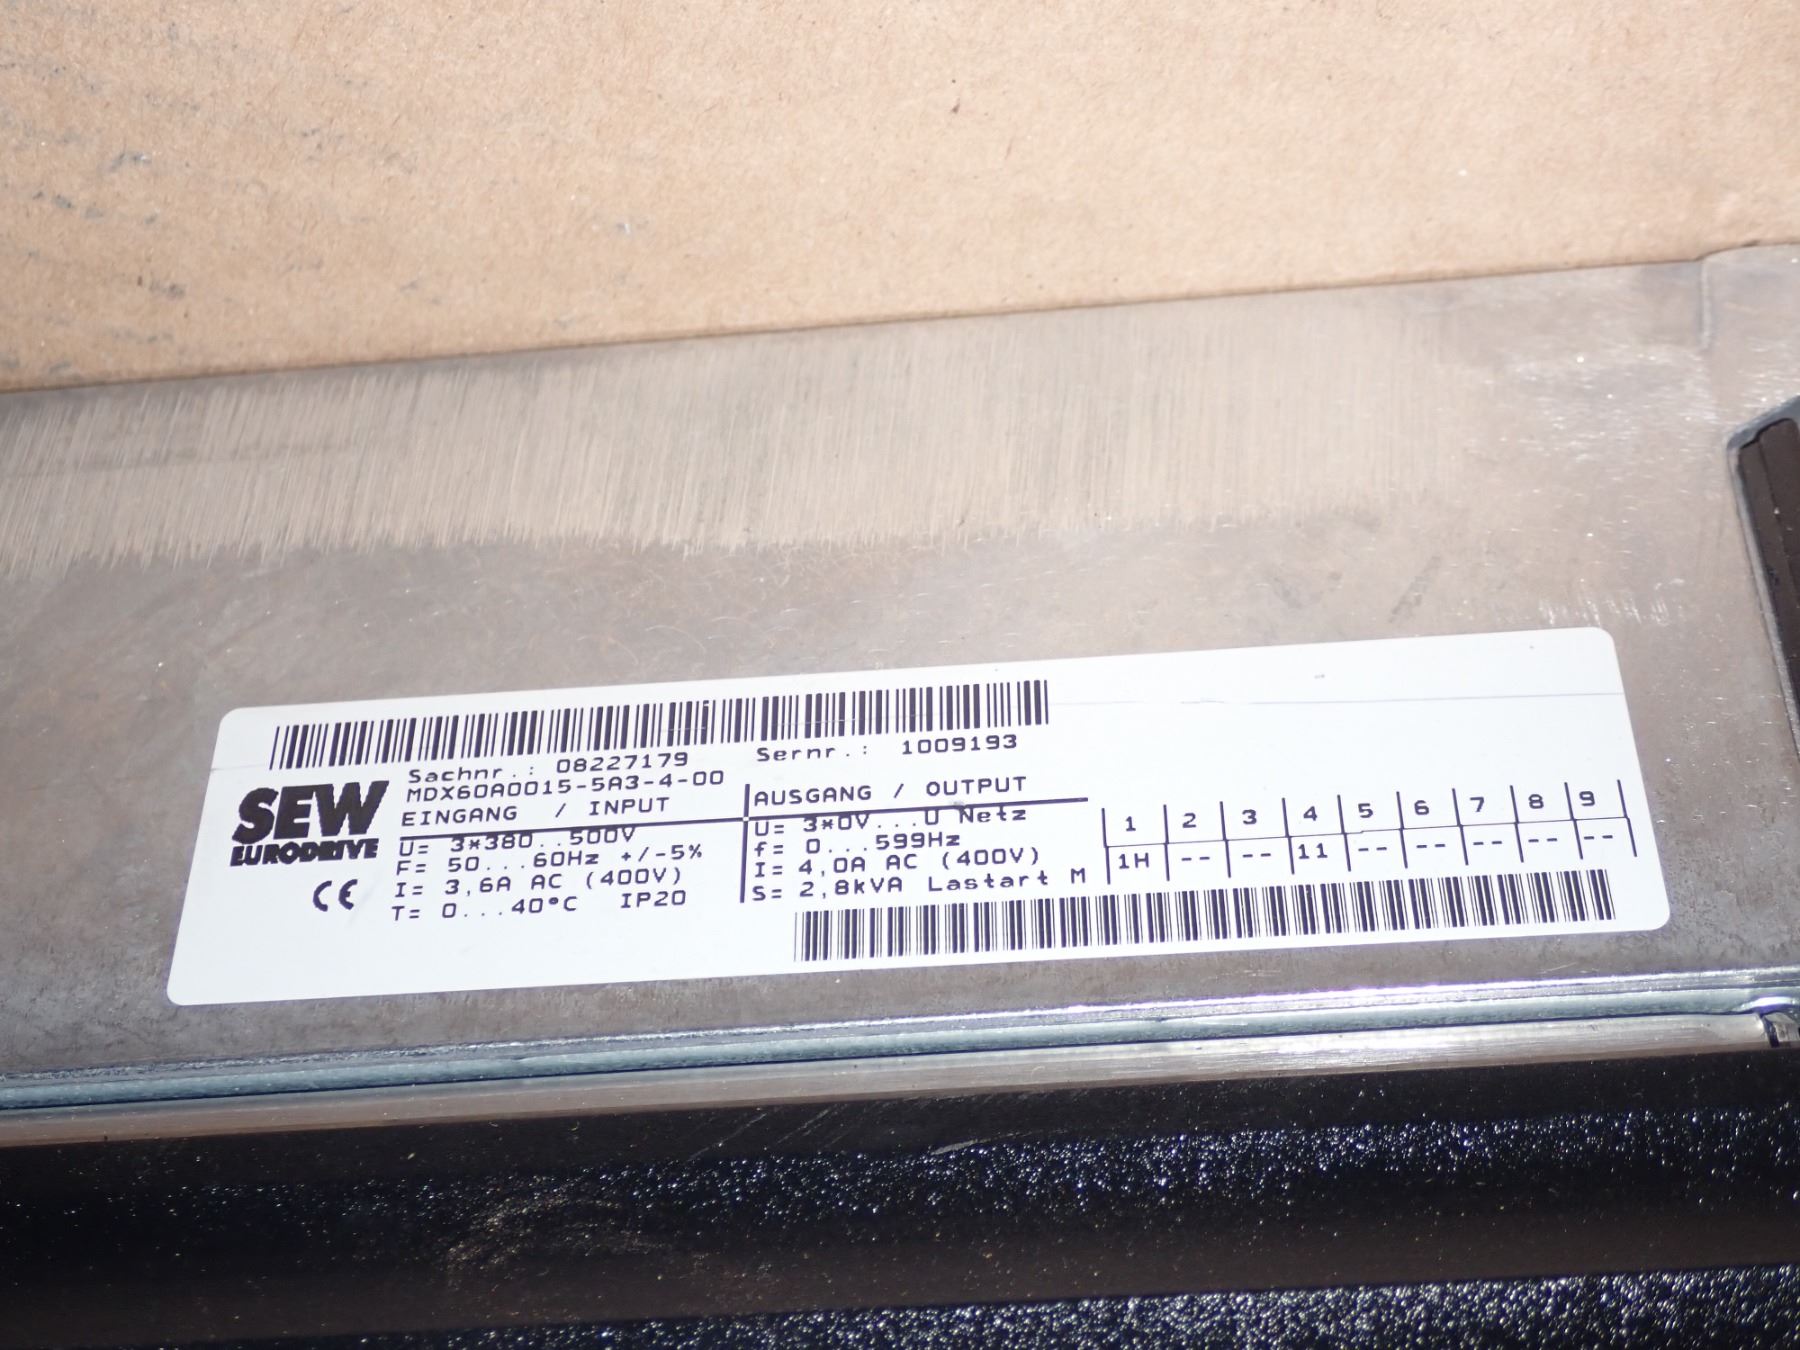 Sachnr.: 08227179 Sernr.: 1009193
MDX60A0015-5A3-4-00
SEW
EURODRIVE
CE
EINGANG / INPUT
U= 3*380..500V
F= 50...60Hz +/-5%
I= 3,6A AC (400V)
T= 0...40°C IP20
AUSGANG / OUTPUT
U= 3*0V...U Netz
f= 0...599Hz
I= 4,0A AC (400V)
S= 2,8kVA Lastart M
1 2 3 4 5 6 7 8 9
1H -- -- 11 -- -- -- -- --